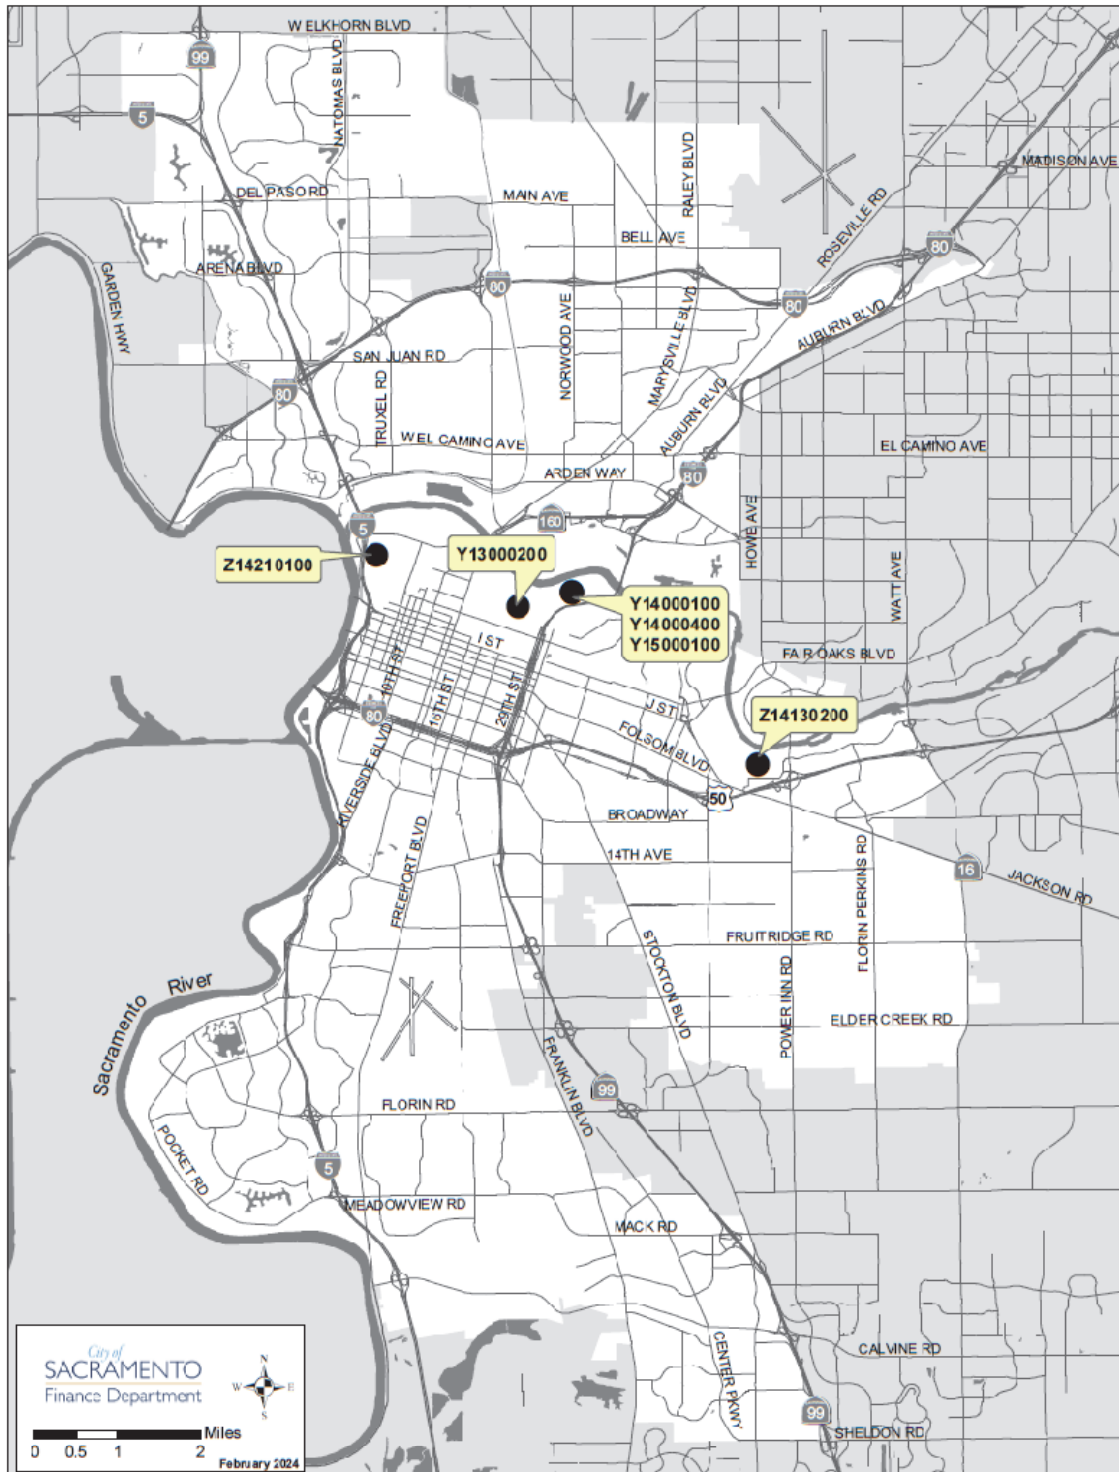 W ELKHORN BLVD
99
NATOMAS BLVD
5
RALEY BLVD
MADISON AVE
DEL PASO RD
MAIN AVE
ROSEVILLE RD
BELL AVE
80
ARENA BLVD
GARDEN HWY
80
80
NORWOOD AVE
MARYSVILLE BLVD
AUBURN BLVD
SAN JUAN RD
TRUXEL RD
80
AUBURN BLVD
W EL CAMINO AVE
EL CAMINO AVE
ARDEN WAY
80
HOWE AVE
160
5
WATT AVE
Z14210100
Y13000200
Y14000100
Y14000400
Y15000100
I ST
FAIR OAKS BLVD
10TH ST
16TH ST
29TH ST
J ST
Z14130200
80
FOLSOM BLVD
RIVERSIDE BLVD
50
BROADWAY
FREEPORT BLVD
14TH AVE
FLORIN PERKINS RD
16
JACKSON RD
FRUITRIDGE RD
STOCKTON BLVD
POWER INN RD
Sacramento River
ELDER CREEK RD
FRANKLIN BLVD
99
FLORIN RD
POCKET RD
5
MEADOWVIEW RD
MACK RD
CENTER PKWY
CALVINE RD
99
SHELDON RD
City of
SACRAMENTO
Finance Department
N
W E
S
Miles
0 0.5 1 2
February 2024